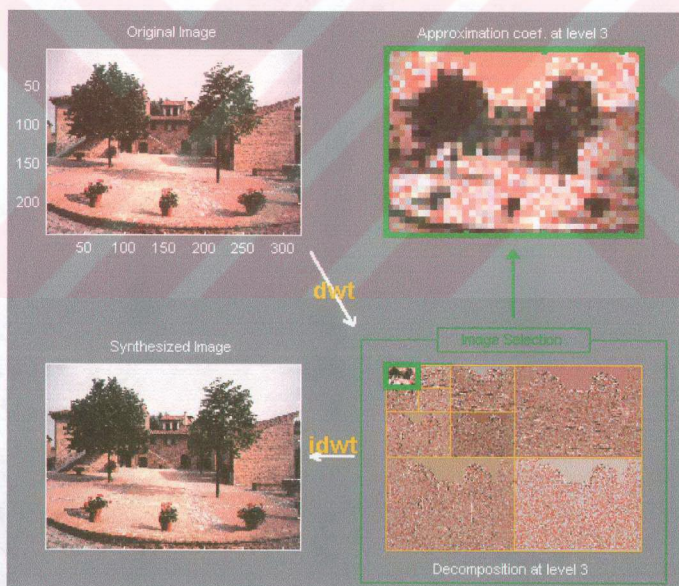 Original Image
Approximation coef. at level 3
50
100
150
200
50 100 150 200 250 300
dwt
Image Selection
Synthesized Image
idwt
Decomposition at level 3